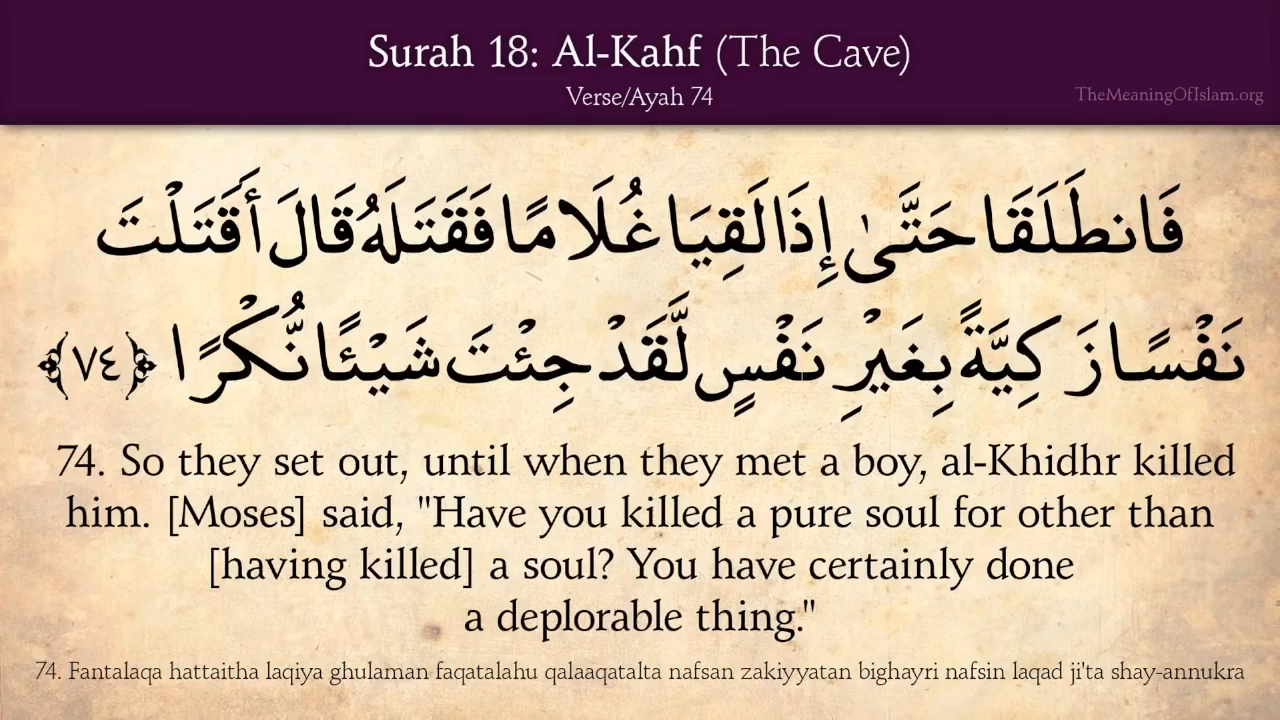 Surah 18: Al-Kahf (The Cave)
Verse/Ayah 74
TheMeaningOfIslam.org
فَانطَلَقَا حَتَّىٰ إِذَا لَقِيَا غُلَامًا فَقَتَلَهُ قَالَ أَقَتَلْتَ
نَفْسًا زَكِيَّةً بِغَيْرِ نَفْسٍ لَّقَدْ جِئْتَ شَيْئًا نُّكْرًا ﴿٧٤﴾
74. So they set out, until when they met a boy, al-Khidhr killed
him. [Moses] said, "Have you killed a pure soul for other than
[having killed] a soul? You have certainly done
a deplorable thing."
74. Fantalaqa hattaitha laqiya ghulaman faqatalahu qalaaqatalta nafsan zakiyyatan bighayri nafsin laqad ji'ta shay-annukra